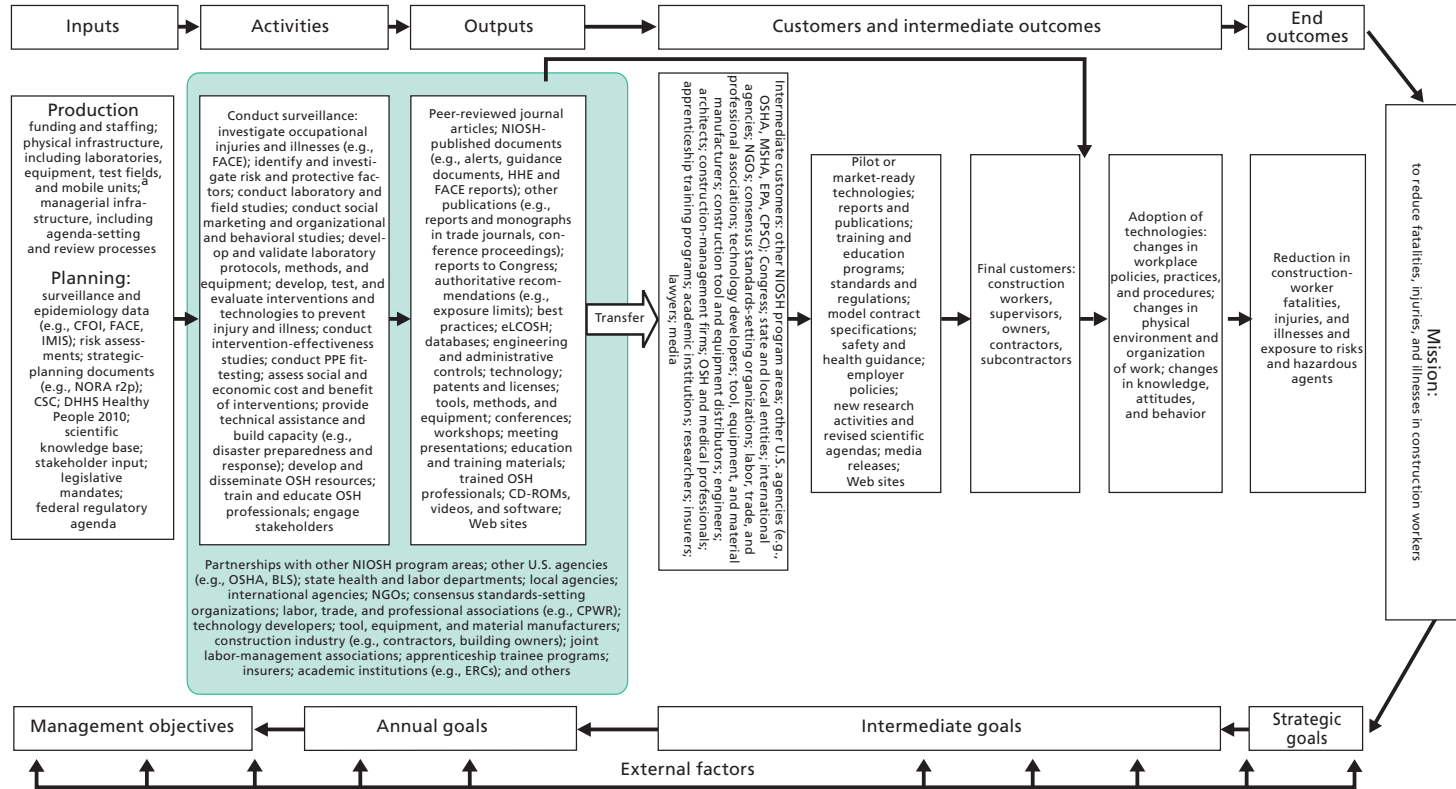 Inputs
Activities
Outputs
Customers and intermediate outcomes
End
outcomes
Production
funding and staffing;
physical infrastructure,
including laboratories,
equipment, test fields,
and mobile units;a
managerial infra-
structure, including
agenda-setting
and review processes
Planning:
surveillance and
epidemiology data
(e.g., CFOI, FACE,
IMIS); risk assess-
ments; strategic-
planning documents
(e.g., NORA r2p);
CSC; DHHS Healthy
People 2010;
scientific
knowledge base;
stakeholder input;
legislative
mandates;
federal regulatory
agenda
Conduct surveillance:
investigate occupational
injuries and illnesses (e.g.,
FACE); identify and investi-
gate risk and protective fac-
tors; conduct laboratory and
field studies; conduct social
marketing and organizational
and behavioral studies; devel-
op and validate laboratory
protocols, methods, and
equipment; develop, test, and
evaluate interventions and
technologies to prevent
injury and illness; conduct
intervention-effectiveness
studies; conduct PPE fit-
testing; assess social and
economic cost and benefit
of interventions; provide
technical assistance and
build capacity (e.g.,
disaster preparedness and
response); develop and
disseminate OSH resources;
train and educate OSH
professionals; engage
stakeholders
Peer-reviewed journal
articles; NIOSH-
published documents
(e.g., alerts, guidance
documents, HHE and
FACE reports); other
publications (e.g.,
reports and monographs
in trade journals, con-
ference proceedings);
reports to Congress;
authoritative recom-
mendations (e.g.,
exposure limits); best
practices; eLCOSH;
databases; engineering
and administrative
controls; technology;
patents and licenses;
tools, methods, and
equipment; conferences;
workshops; meeting
presentations; education
and training materials;
trained OSH
professionals; CD-ROMs,
videos, and software;
Web sites
Transfer
Partnerships with other NIOSH program areas; other U.S. agencies
(e.g., OSHA, BLS); state health and labor departments; local agencies;
international agencies; NGOs; consensus standards-setting
organizations; labor, trade, and professional associations (e.g., CPWR);
technology developers; tool, equipment, and material manufacturers;
construction industry (e.g., contractors, building owners); joint
labor-management associations; apprenticeship trainee programs;
insurers; academic institutions (e.g., ERCs); and others
Intermediate customers: other NIOSH program areas; other U.S. agencies (e.g.,
OSHA, MSHA, EPA, CPSC); Congress; state and local entities; international
agencies; NGOs; consensus standards-setting organizations; labor, trade, and
professional associations; technology developers; tool, equipment, and material
manufacturers; construction tool and equipment distributors; engineers;
architects; construction-management firms; OSH and medical professionals;
apprenticeship training programs; academic institutions; researchers; insurers;
lawyers; media
Pilot or
market-ready
technologies;
reports and
publications;
training and
education
programs;
standards and
regulations;
model contract
specifications;
safety and
health guidance;
employer
policies;
new research
activities and
revised scientific
agendas; media
releases;
Web sites
Final customers:
construction
workers,
supervisors,
owners,
contractors,
subcontractors
Adoption of
technologies:
changes in
workplace
policies, practices,
and procedures;
changes in
physical
environment and
organization
of work; changes
in knowledge,
attitudes,
and behavior
Reduction in
construction-
worker
fatalities,
injuries, and
illnesses and
exposure to risks
and hazardous
agents
Mission:
to reduce fatalities, injuries, and illnesses in construction workers
Management objectives
Annual goals
Intermediate goals
Strategic
goals
External factors